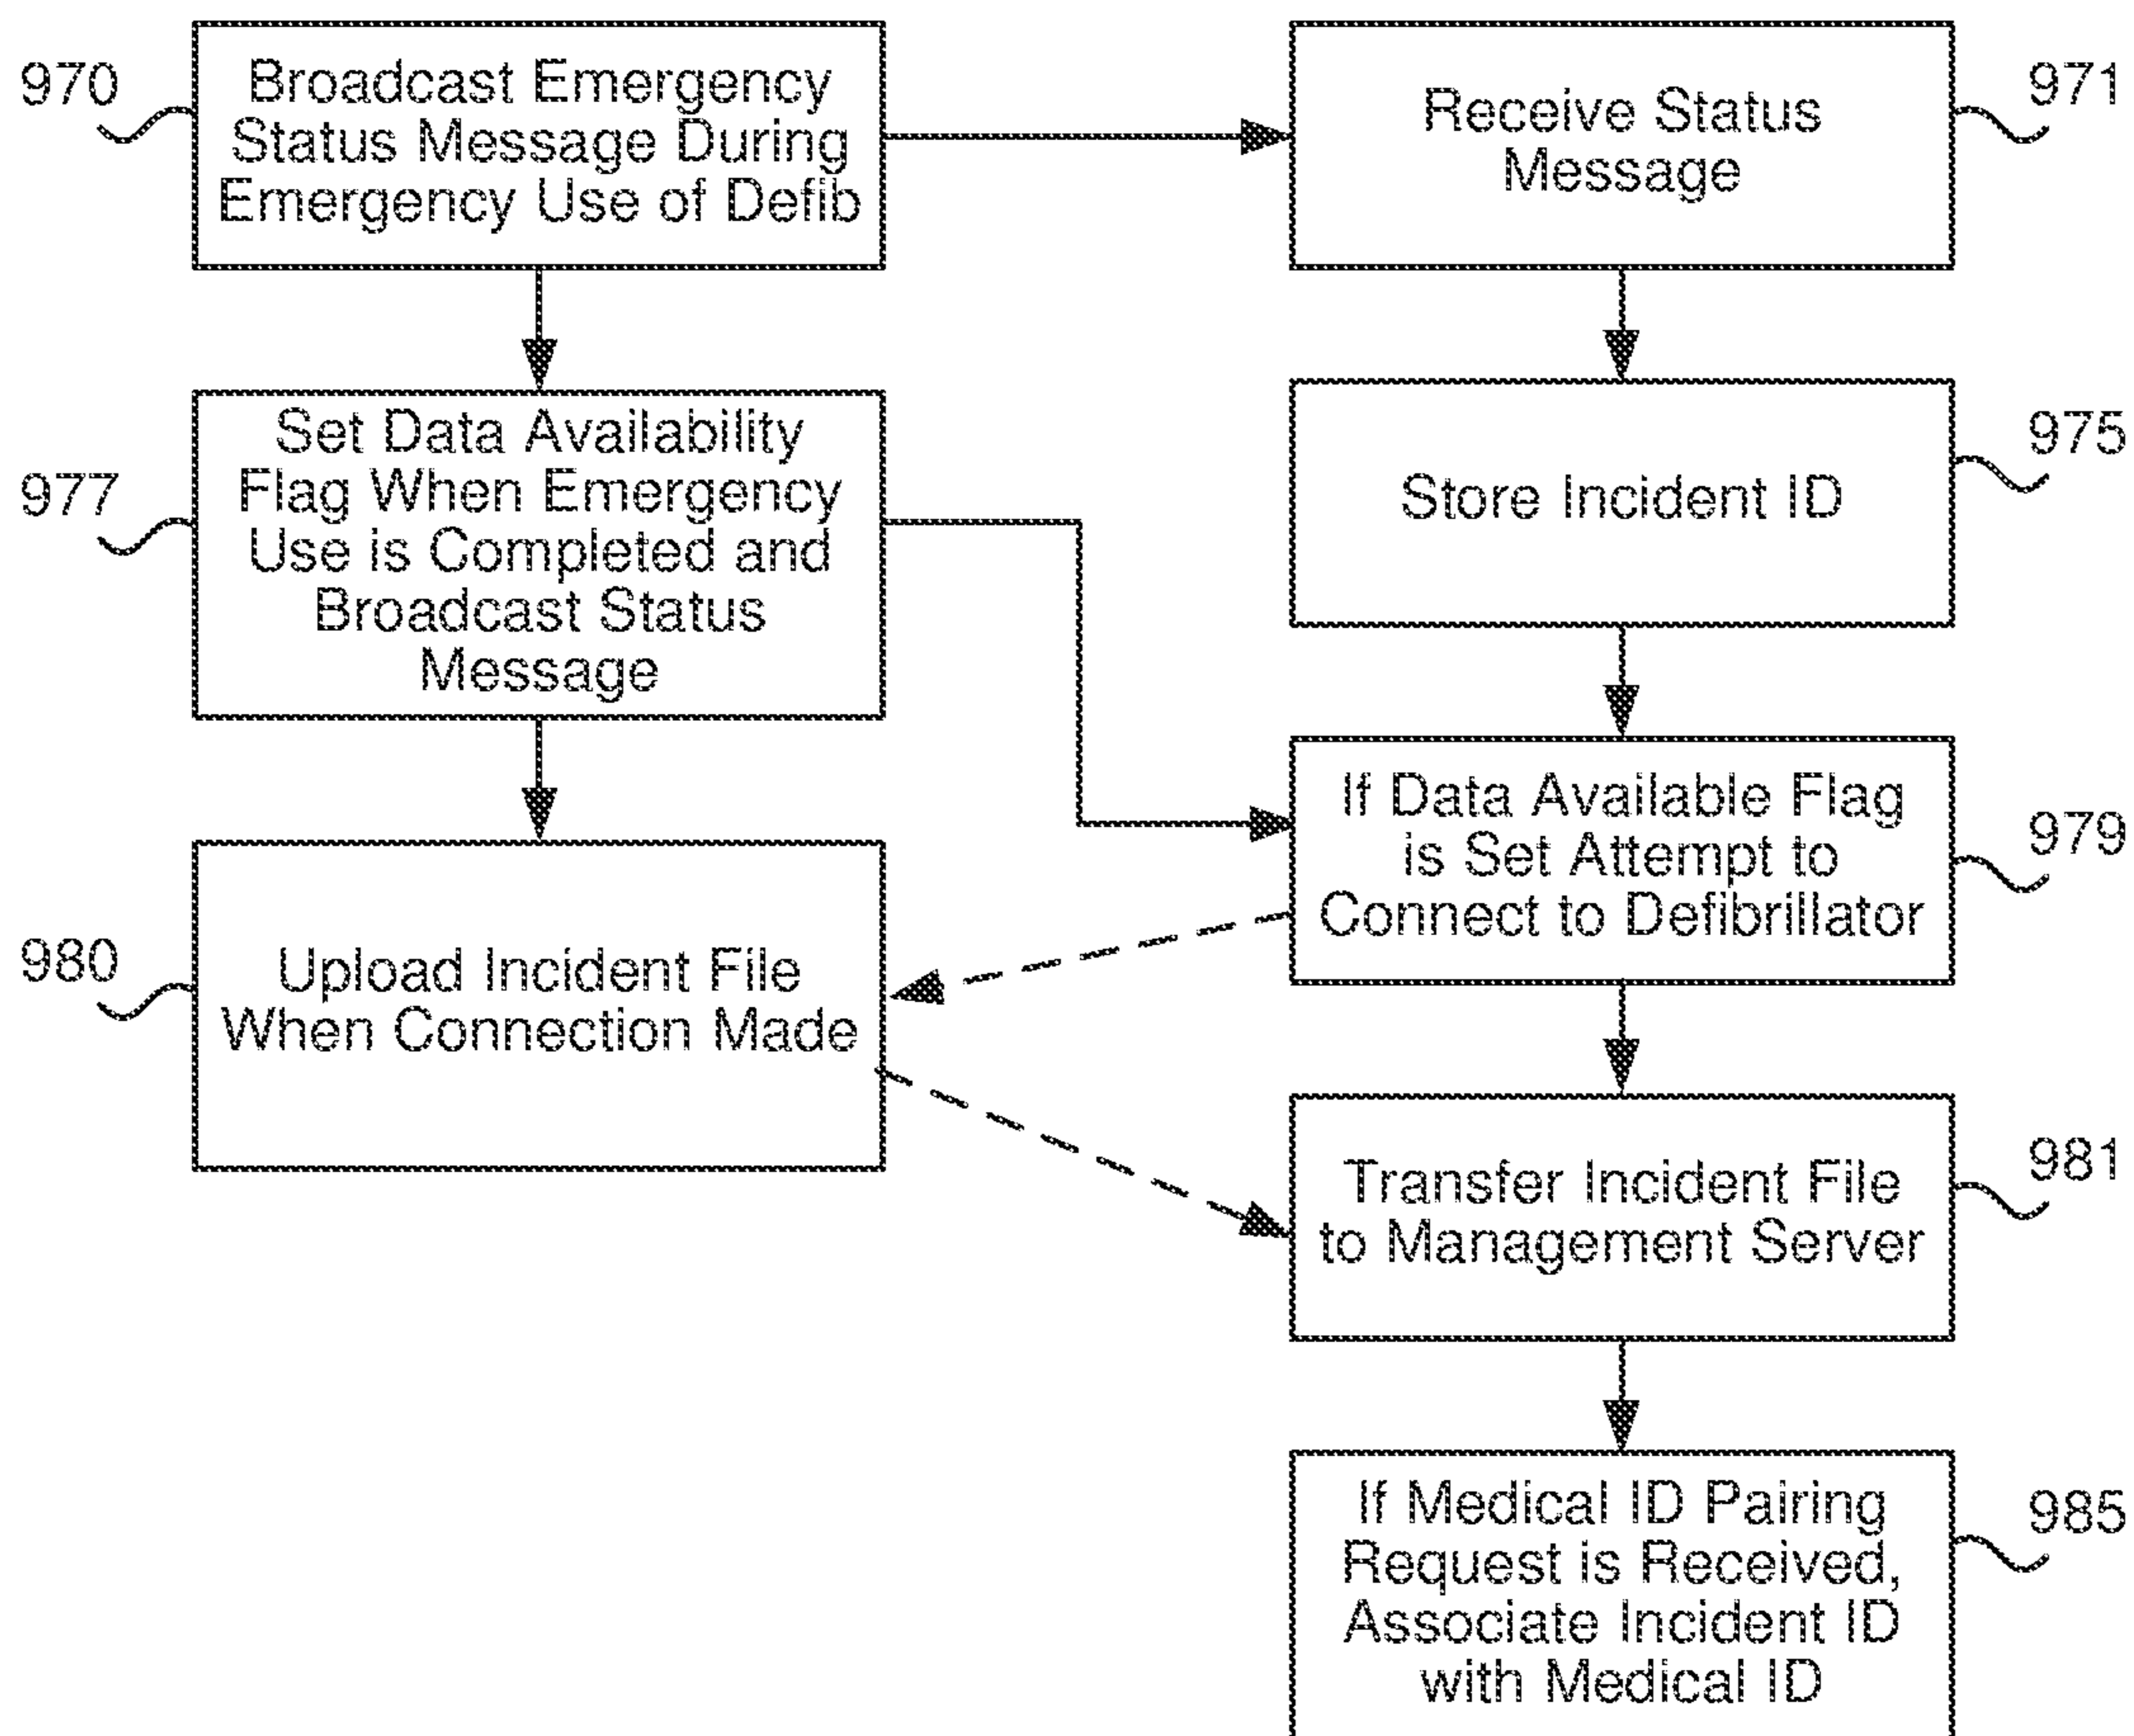 970
Broadcast Emergency
Status Message During
Emergency Use of Defib
971
Receive Status
Message
977
Set Data Availability
Flag When Emergency
Use is Completed and
Broadcast Status
Message
975
Store Incident ID
979
If Data Available Flag
is Set Attempt to
Connect to Defibrillator
980
Upload Incident File
When Connection Made
981
Transfer Incident File
to Management Server
985
If Medical ID Pairing
Request is Received,
Associate Incident ID
with Medical ID